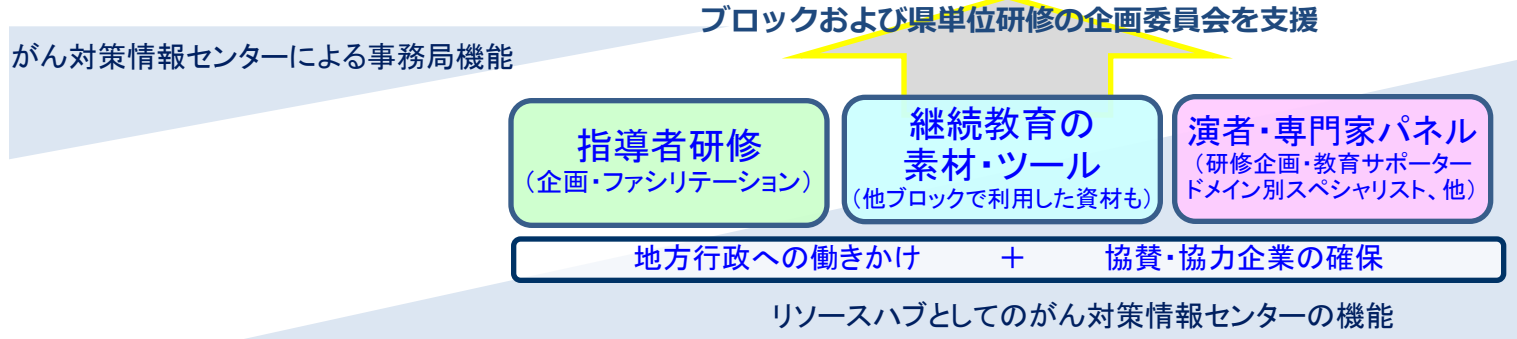 ブロックおよび県単位研修の企画委員会を支援
がん対策情報センターによる事務局機能
指導者研修
（企画・ファシリテーション）
継続教育の
素材・ツール
（他ブロックで利用した資材も）
演者・専門家パネル
（研修企画・教育サポーター
ドメイン別スペシャリスト、他）
地方行政への働きかけ　＋　協賛・協力企業の確保
リソースハブとしてのがん対策情報センターの機能